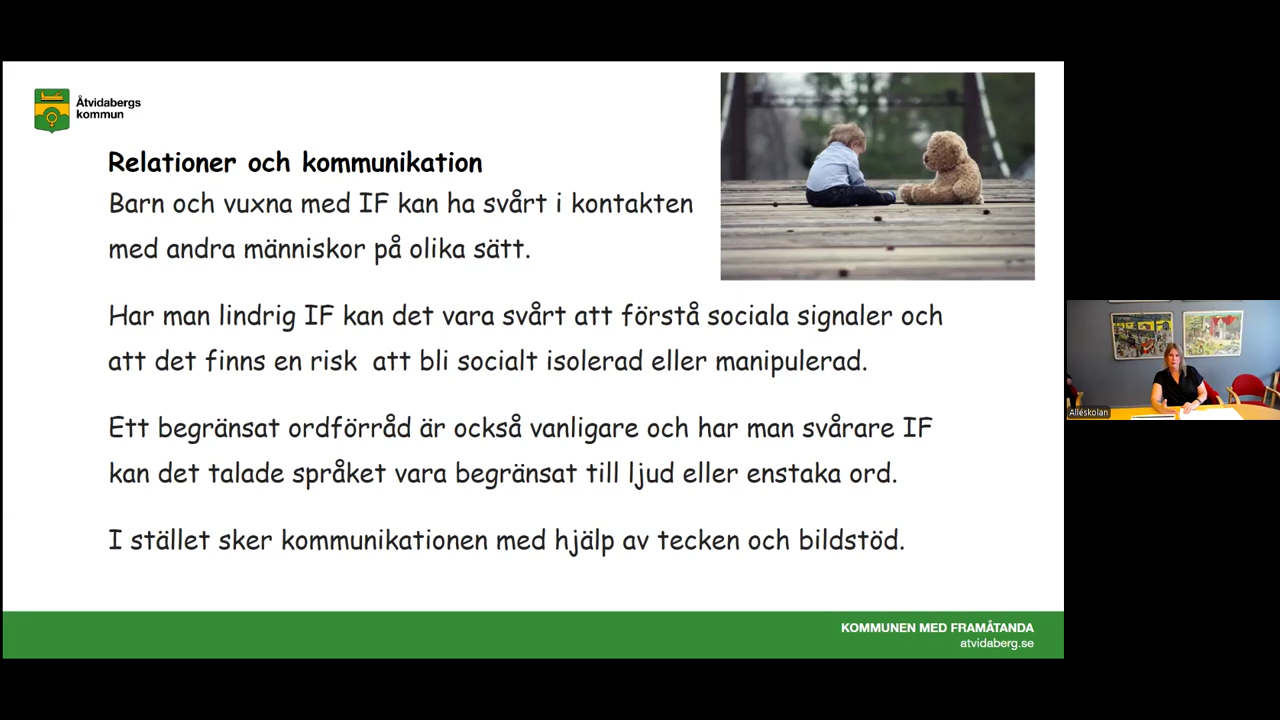 Åtvidabergs
kommun
Relationer och kommunikation
Barn och vuxna med IF kan ha svårt i kontakten
med andra människor på olika sätt.
Har man lindrig IF kan det vara svårt att förstå sociala signaler och
att det finns en risk  att bli socialt isolerad eller manipulerad.
Ett begränsat ordförråd är också vanligare och har man svårare IF
kan det talade språket vara begränsat till ljud eller enstaka ord.
I stället sker kommunikationen med hjälp av tecken och bildstöd.
KOMMUNEN MED FRAMÅTANDA
atvidaberg.se
Alléskolan